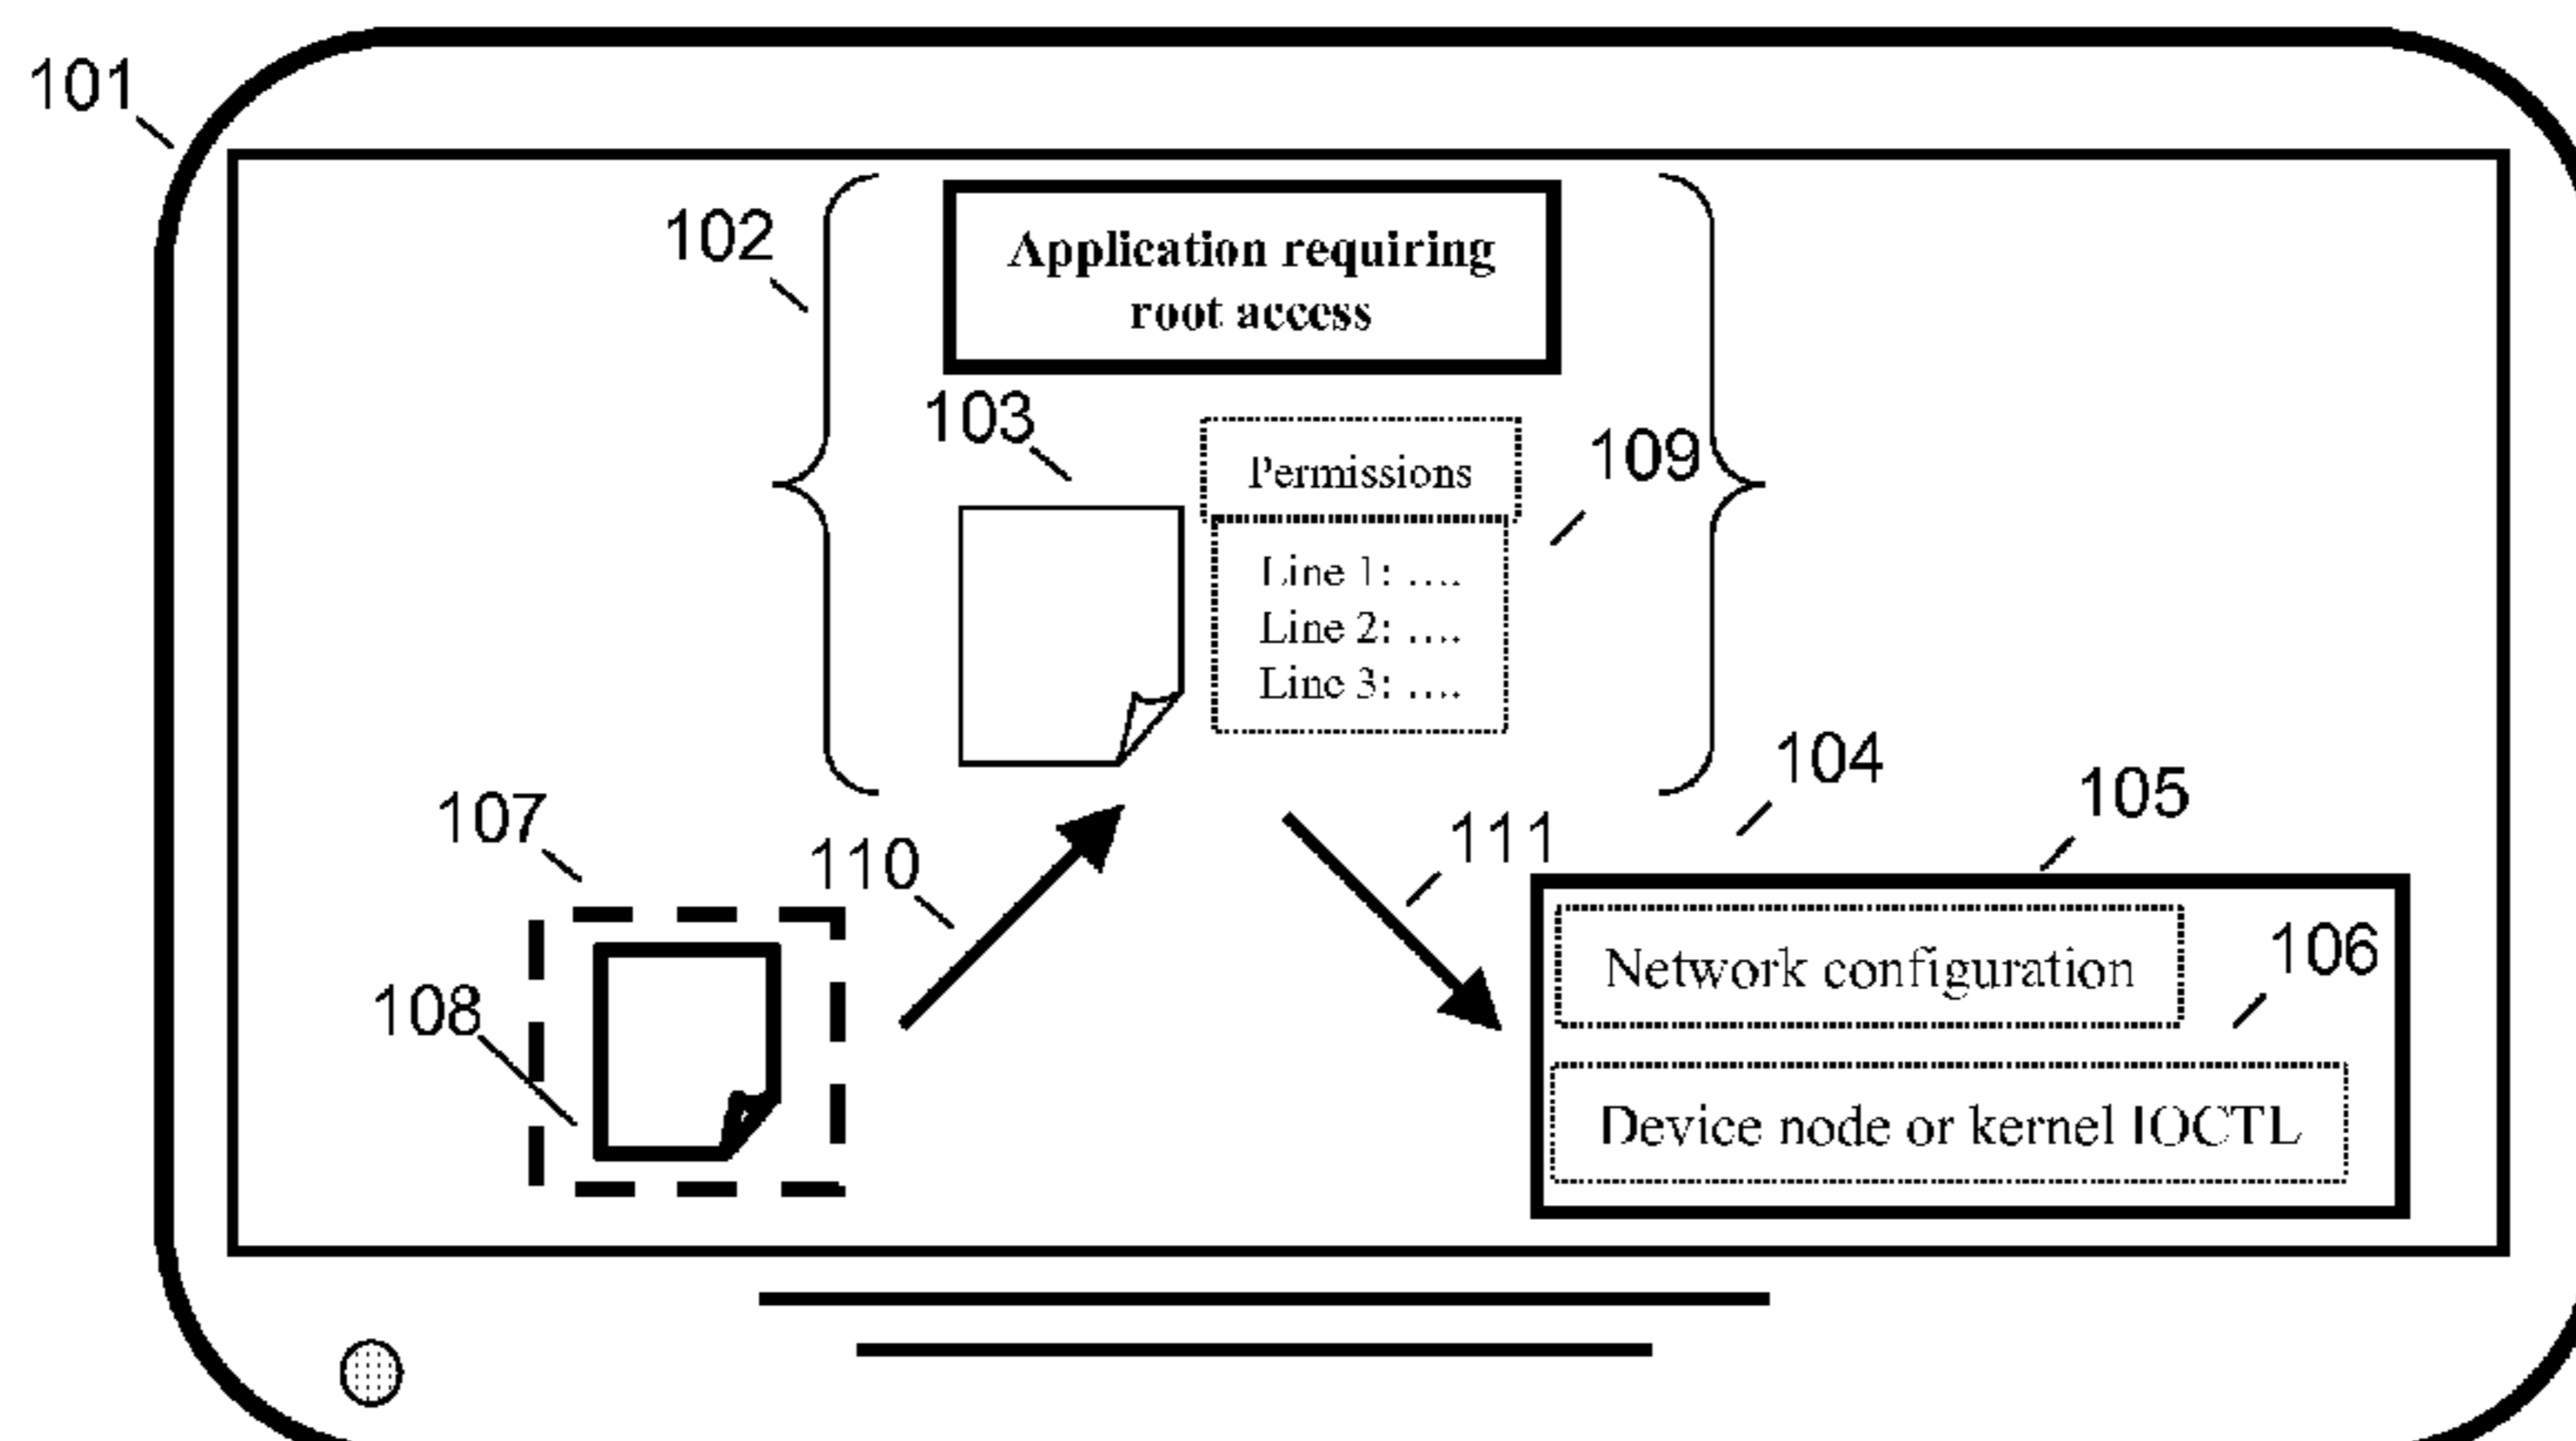 101
102
Application requiring
root access
103
109
Permissions
Line 1: ....
Line 2: ....
Line 3: ....
104
105
107
110
111
106
Network configuration
108
Device node or kernel IOCTL